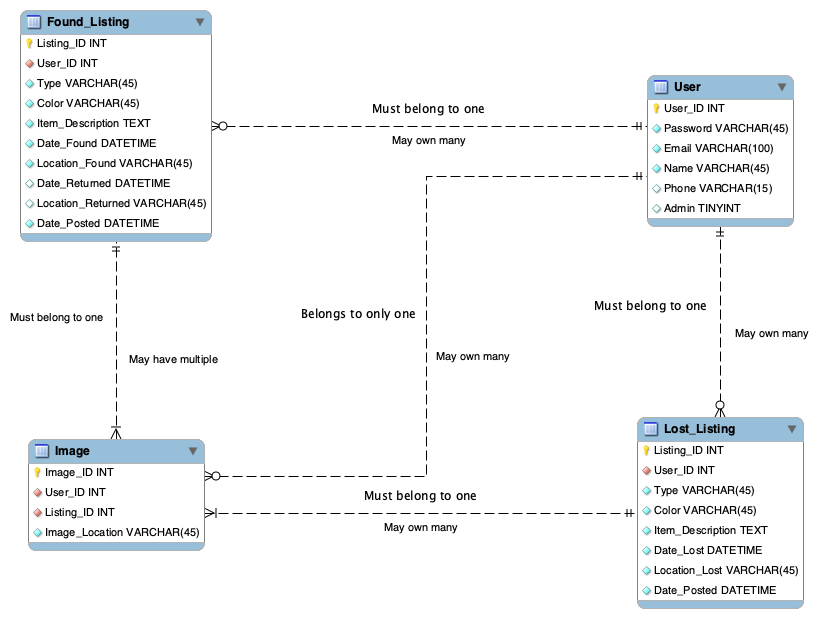 Found_Listing
Listing_ID INT
User_ID INT
Type VARCHAR(45)
Color VARCHAR(45)
Item_Description TEXT
Date_Found DATETIME
Location_Found VARCHAR(45)
Date_Returned DATETIME
Location_Returned VARCHAR(45)
Date_Posted DATETIME
Must belong to one
May own many
User
User_ID INT
Password VARCHAR(45)
Email VARCHAR(100)
Name VARCHAR(45)
Phone VARCHAR(15)
Admin TINYINT
Must belong to one
May have multiple
Belongs to only one
May own many
Must belong to one
May own many
Image
Image_ID INT
User_ID INT
Listing_ID INT
Image_Location VARCHAR(45)
Must belong to one
May own many
Lost_Listing
Listing_ID INT
User_ID INT
Type VARCHAR(45)
Color VARCHAR(45)
Item_Description TEXT
Date_Lost DATETIME
Location_Lost VARCHAR(45)
Date_Posted DATETIME